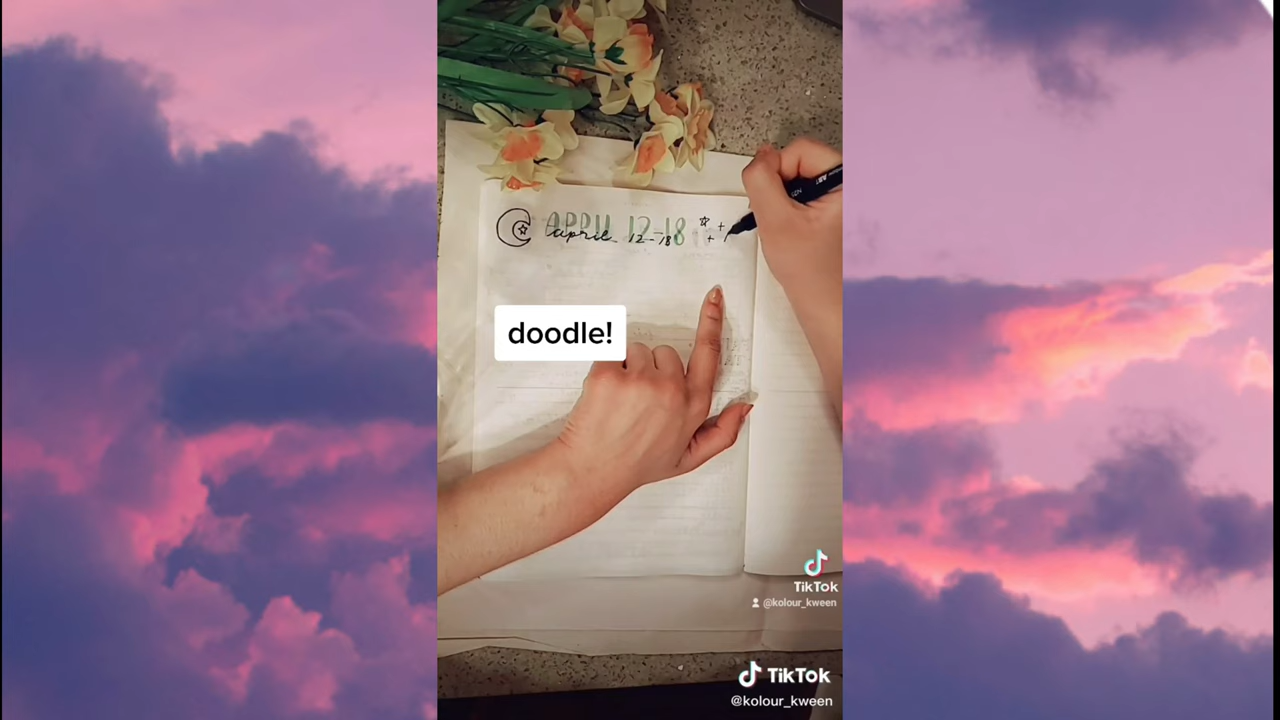 APRIL 12-18
april 12-18
doodle!
TikTok
@kolour_kween
TikTok
@kolour_kween